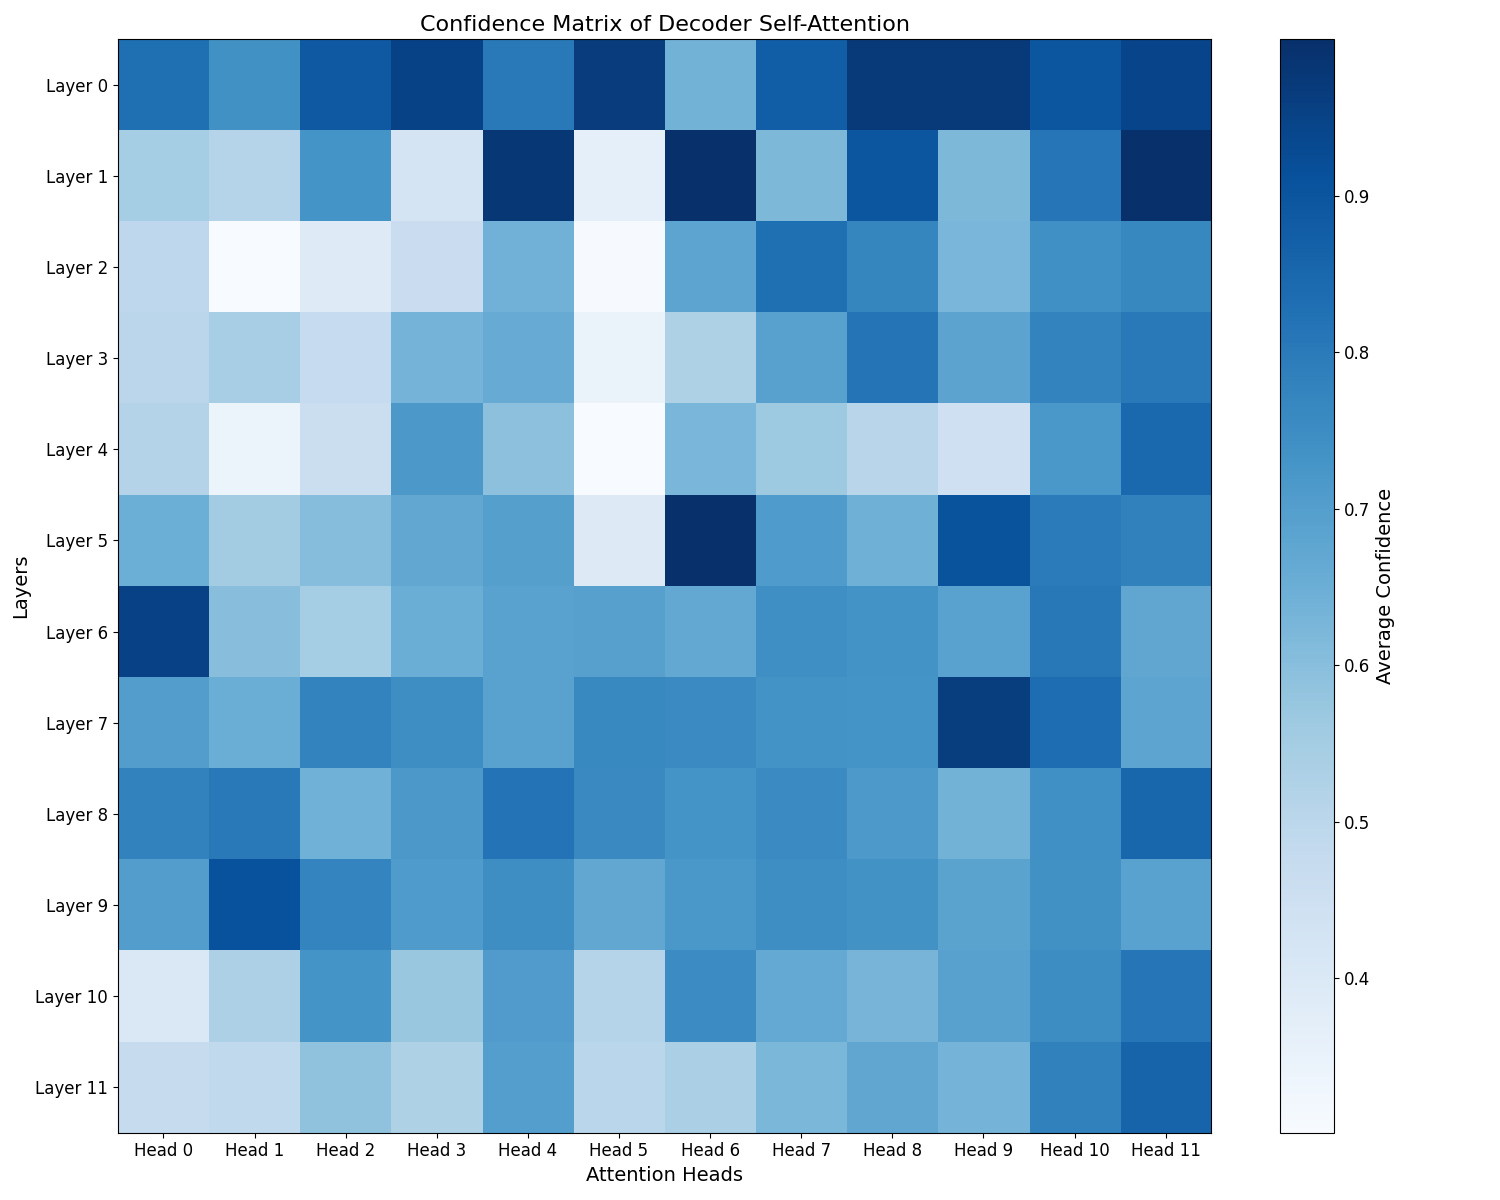 Confidence Matrix of Decoder Self-Attention
Layer 0
Layer 1
Layer 2
Layer 3
Layer 4
Layer 5
Layer 6
Layer 7
Layer 8
Layer 9
Layer 10
Layer 11
Layers
Head 0 Head 1 Head 2 Head 3 Head 4 Head 5 Head 6 Head 7 Head 8 Head 9 Head 10 Head 11
Attention Heads
0.9
0.8
0.7
0.6
0.5
0.4
Average Confidence